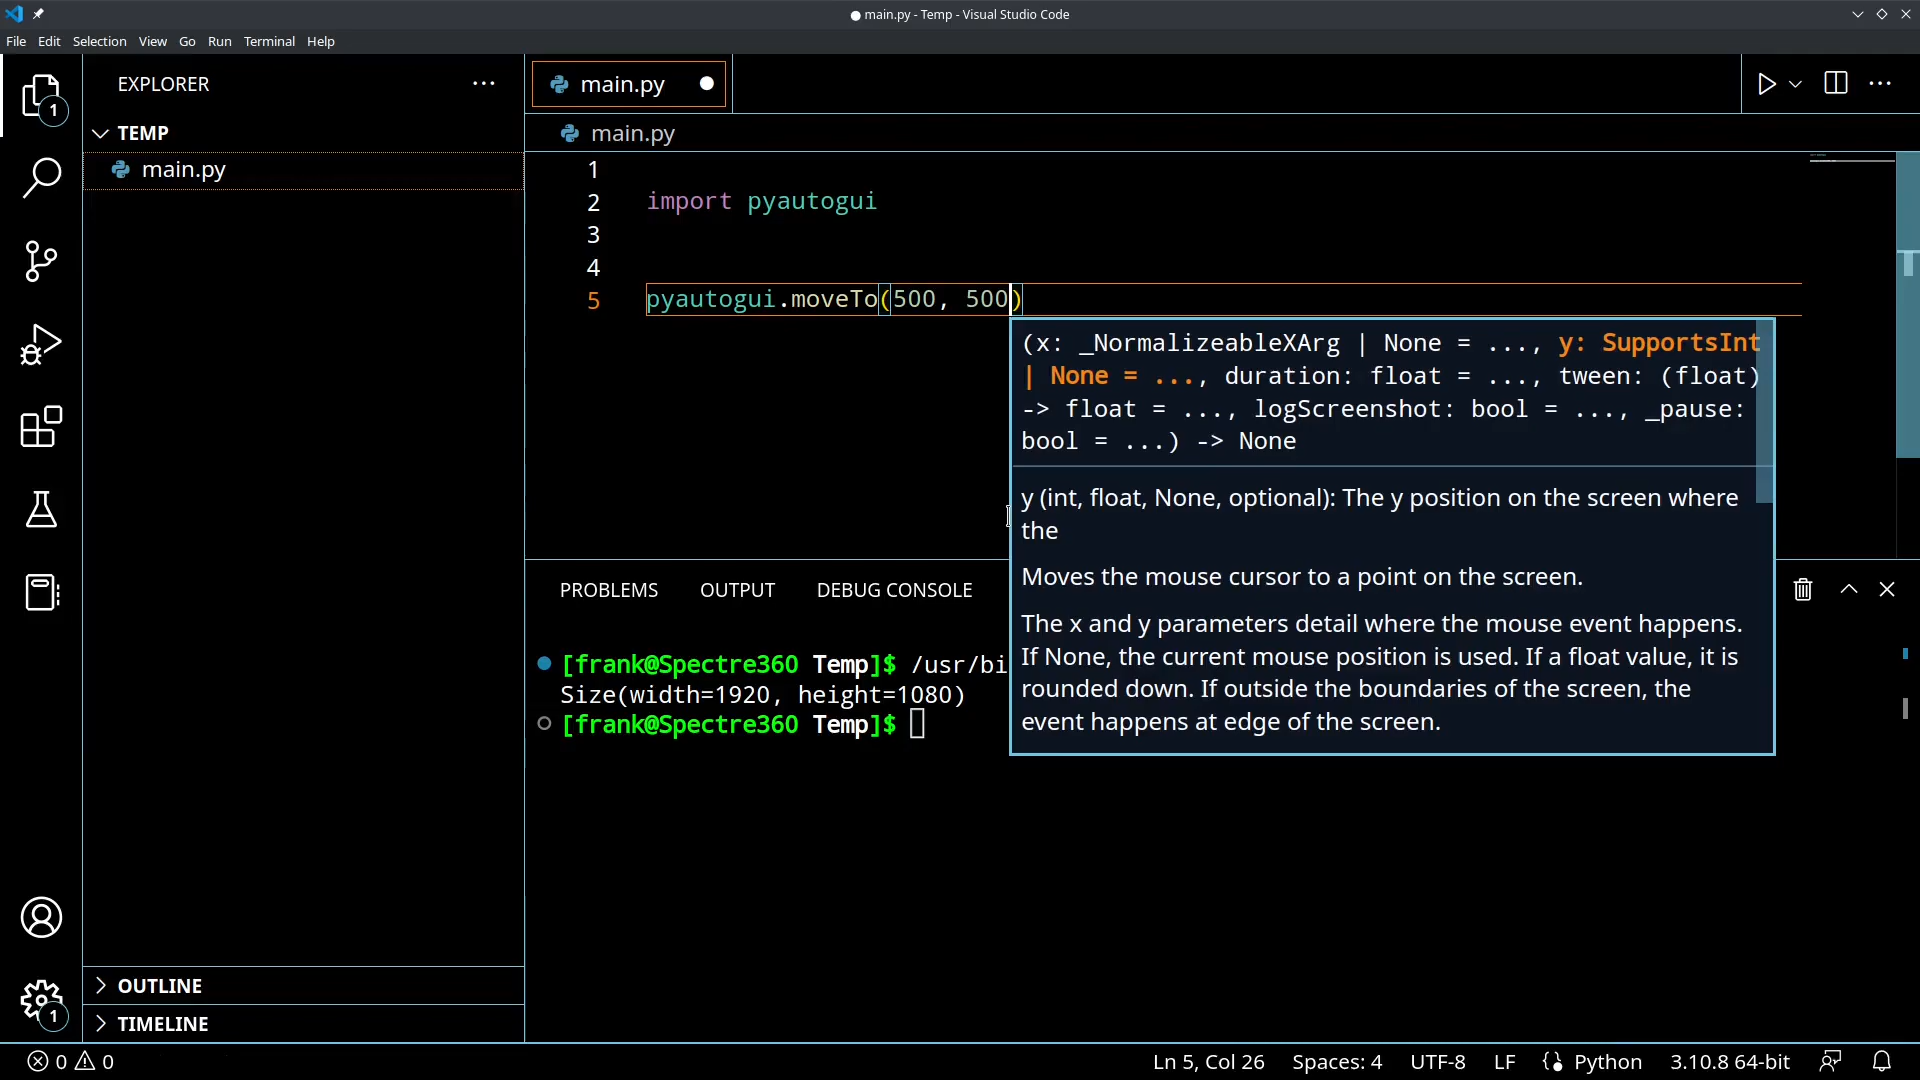 main.py - Temp - Visual Studio Code
File Edit Selection View Go Run Terminal Help
EXPLORER
TEMP
main.py
main.py
main.py
1
2 import pyautogui
3
4
5 pyautogui.moveTo(500, 500)
(x: _NormalizeableXArg | None = ..., y: SupportsInt
| None = ..., duration: float = ..., tween: (float)
-> float = ..., logScreenshot: bool = ..., _pause:
bool = ...) -> None
y (int, float, None, optional): The y position on the screen where
the
Moves the mouse cursor to a point on the screen.
The x and y parameters detail where the mouse event happens.
If None, the current mouse position is used. If a float value, it is
rounded down. If outside the boundaries of the screen, the
event happens at edge of the screen.
PROBLEMS OUTPUT DEBUG CONSOLE
[frank@Spectre360 Temp]$ /usr/bi
Size(width=1920, height=1080)
[frank@Spectre360 Temp]$
1
1
OUTLINE
TIMELINE
0 0 Ln 5, Col 26 Spaces: 4 UTF-8 LF Python 3.10.8 64-bit